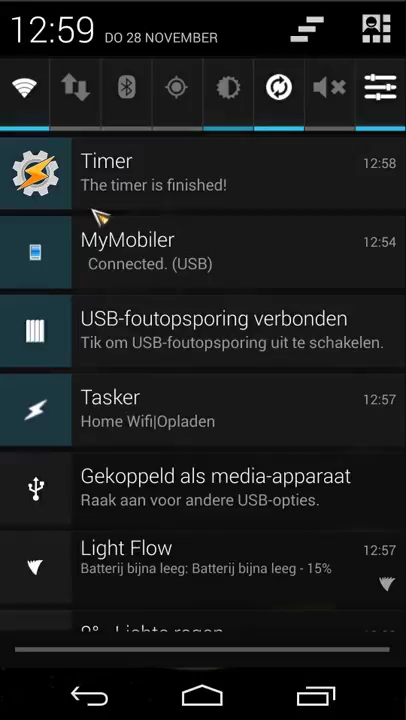 12:59 DO 28 NOVEMBER
Timer 12:58
The timer is finished!
MyMobiler 12:54
Connected. (USB)
USB-foutopsporing verbonden
Tik om USB-foutopsporing uit te schakelen.
Tasker 12:57
Home Wifi|Opladen
Gekoppeld als media-apparaat
Raak aan voor andere USB-opties.
Light Flow 12:57
Batterij bijna leeg: Batterij bijna leeg - 15%